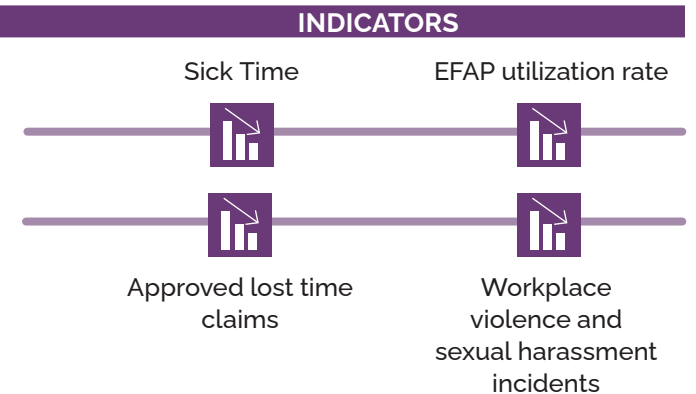 INDICATORS
Sick Time
EFAP utilization rate
Approved lost time
claims
Workplace
violence and
sexual harassment
incidents